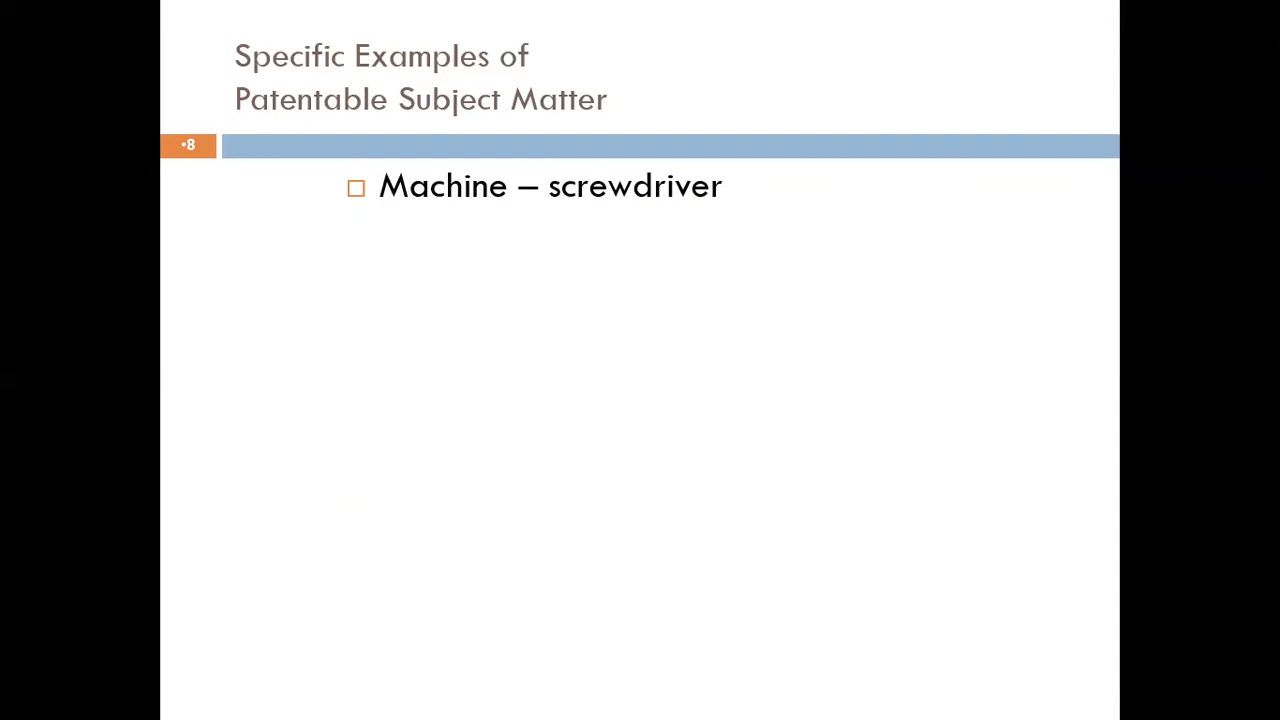 Specific Examples of
Patentable Subject Matter
•8
Machine – screwdriver